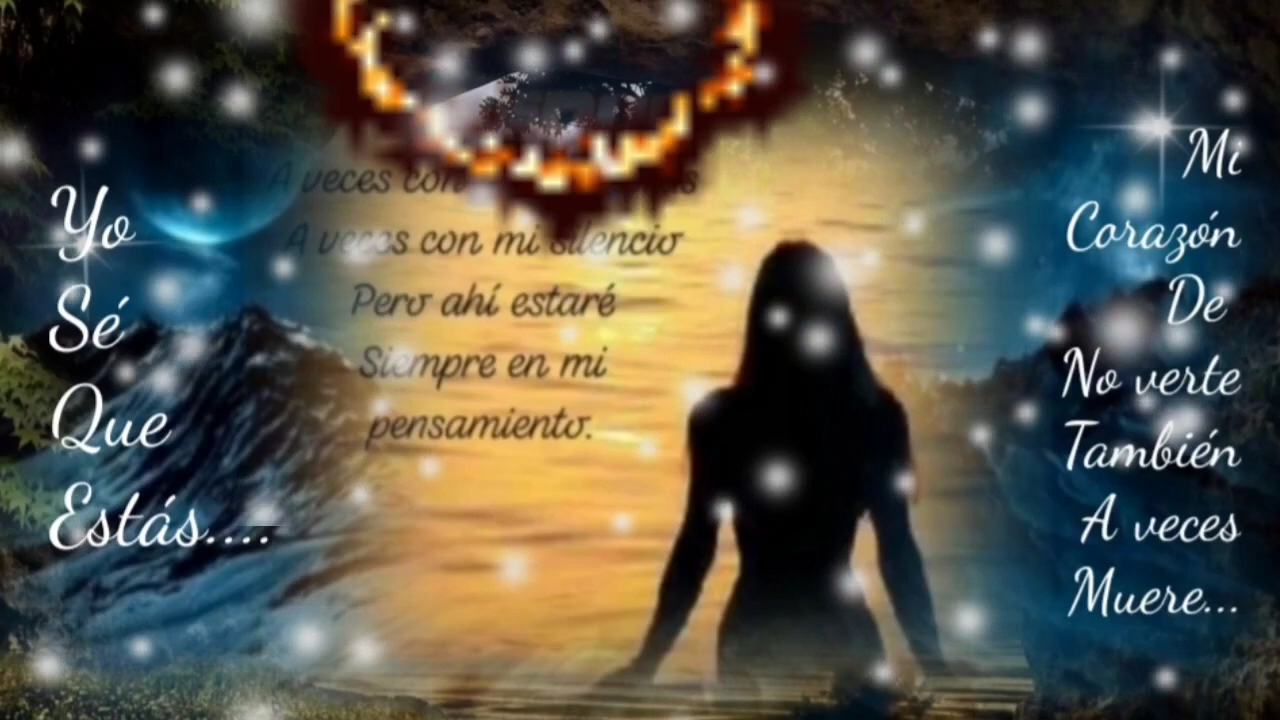 Yo
Sé
Que
Estás....
A veces con
A veces con mi silencio
Pero ahí estaré
Siempre en mi
pensamiento.
Mi
Corazón
De
No verte
También
A veces
Muere...